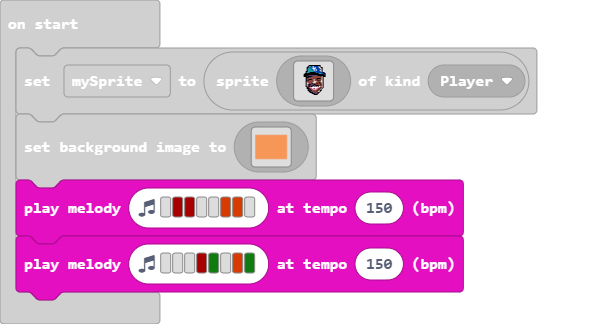 on start
set mySprite to sprite of kind Player
set background image to
play melody at tempo 150 (bpm)
play melody at tempo 150 (bpm)